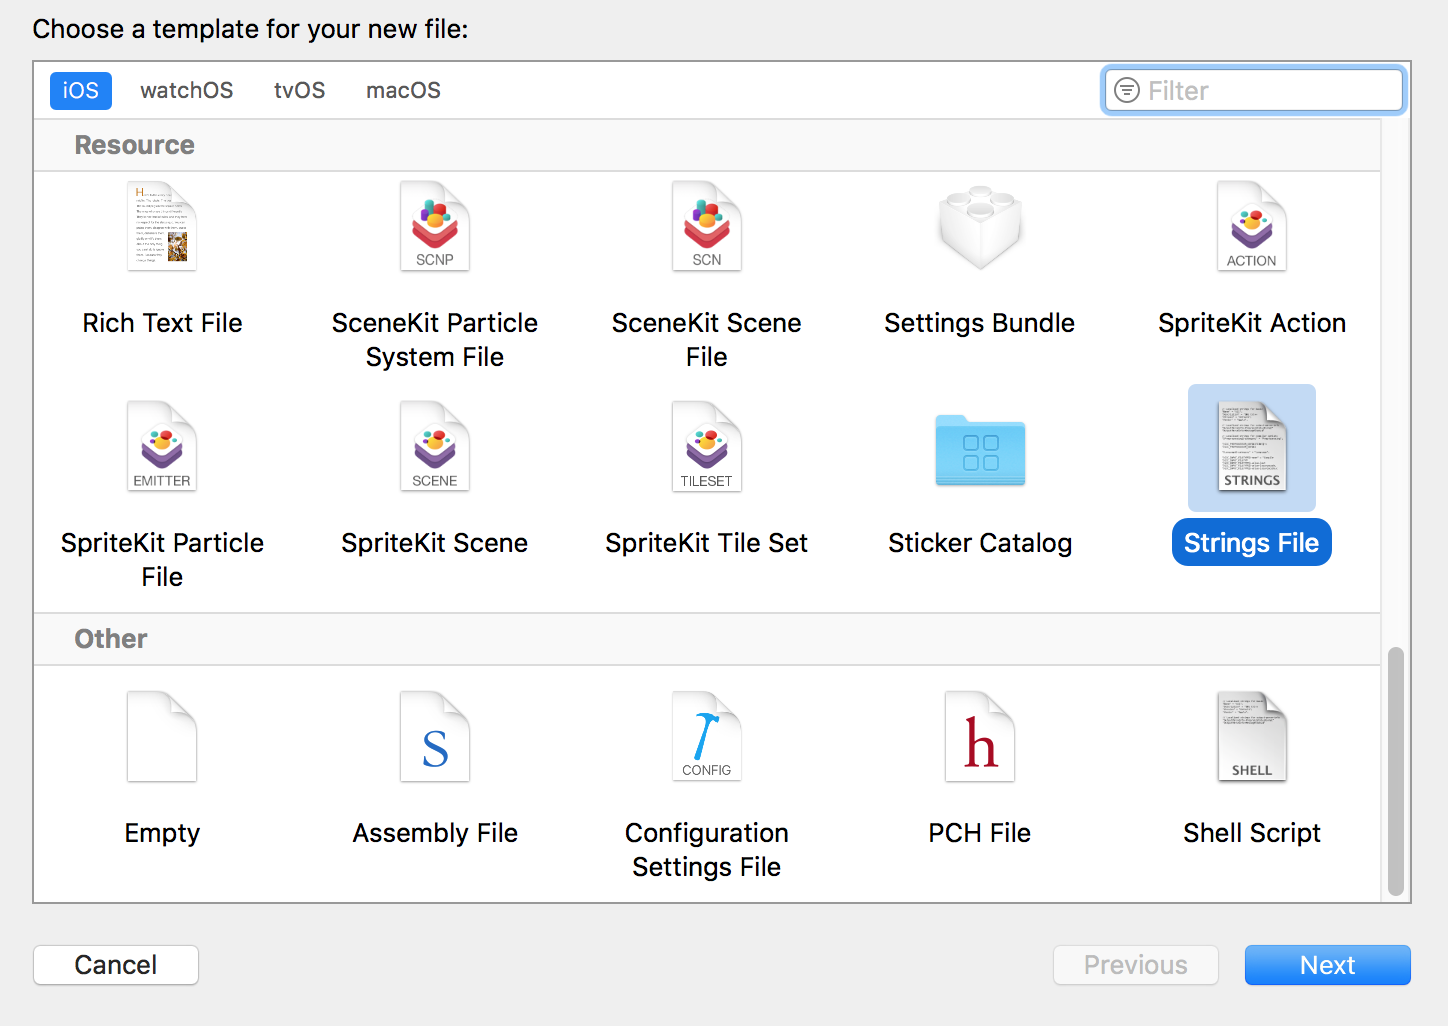 Choose a template for your new file:
iOS watchOS tvOS macOS Filter
Resource
SCNP SCN ACTION
Rich Text File SceneKit Particle SceneKit Scene Settings Bundle SpriteKit Action
System File File
EMITTER SCENE TILESET STRINGS
SpriteKit Particle SpriteKit Scene SpriteKit Tile Set Sticker Catalog Strings File
File
Other
S h
CONFIG SHELL
Empty Assembly File Configuration PCH File Shell Script
Settings File
Cancel Previous Next